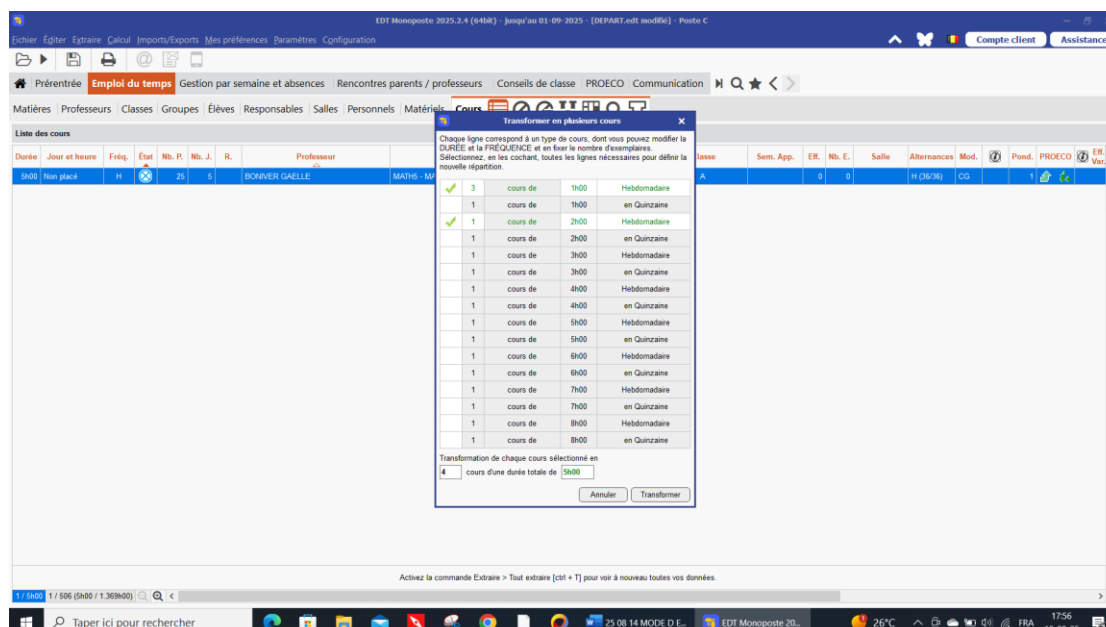 EDT Monoposte 2025.2.4 (64bit) - jusqu'au 01-09-2025 - [DEPART.edt modifié] - Poste C
Fichier Éditer Extraire Calcul Imports/Exports Mes préférences Paramètres Configuration
Compte client Assistance
Prérentrée Emploi du temps Gestion par semaine et absences Rencontres parents / professeurs Conseils de classe PROECO Communication
Matières Professeurs Classes Groupes Élèves Responsables Salles Personnels Matériels Cours
Liste des cours
Durée Jour et heure Fréq. État Nb. P. Nb. J. R. Professeur Classe Sem. App. Eff. Nb. E. Salle Alternances Mod. Pond. PROECO Eff. Var.
5h00 Non placé H 25 5 BONIVER GAELLE MATH5 - MA A 0 0 H (36/36) CG 1
Transformer en plusieurs cours
Chaque ligne correspond à un type de cours, dont vous pouvez modifier la
DURÉE et la FRÉQUENCE et en fixer le nombre d'exemplaires.
Sélectionnez, en les cochant, toutes les lignes nécessaires pour définir la
nouvelle répartition.
3 cours de 1h00 Hebdomadaire
1 cours de 1h00 en Quinzaine
1 cours de 2h00 Hebdomadaire
1 cours de 2h00 en Quinzaine
1 cours de 3h00 Hebdomadaire
1 cours de 3h00 en Quinzaine
1 cours de 4h00 Hebdomadaire
1 cours de 4h00 en Quinzaine
1 cours de 5h00 Hebdomadaire
1 cours de 5h00 en Quinzaine
1 cours de 6h00 Hebdomadaire
1 cours de 6h00 en Quinzaine
1 cours de 7h00 Hebdomadaire
1 cours de 7h00 en Quinzaine
1 cours de 8h00 Hebdomadaire
1 cours de 8h00 en Quinzaine
Transformation de chaque cours sélectionné en
4 cours d'une durée totale de 5h00
Annuler Transformer
Activez la commande Extraire > Tout extraire [ctrl + T] pour voir à nouveau toutes vos données.
1 / 5h00 1 / 506 (5h00 / 1.369h00)
Taper ici pour rechercher
25 08 14 MODE D E...
EDT Monoposte 20...
26°C
FRA
17:56